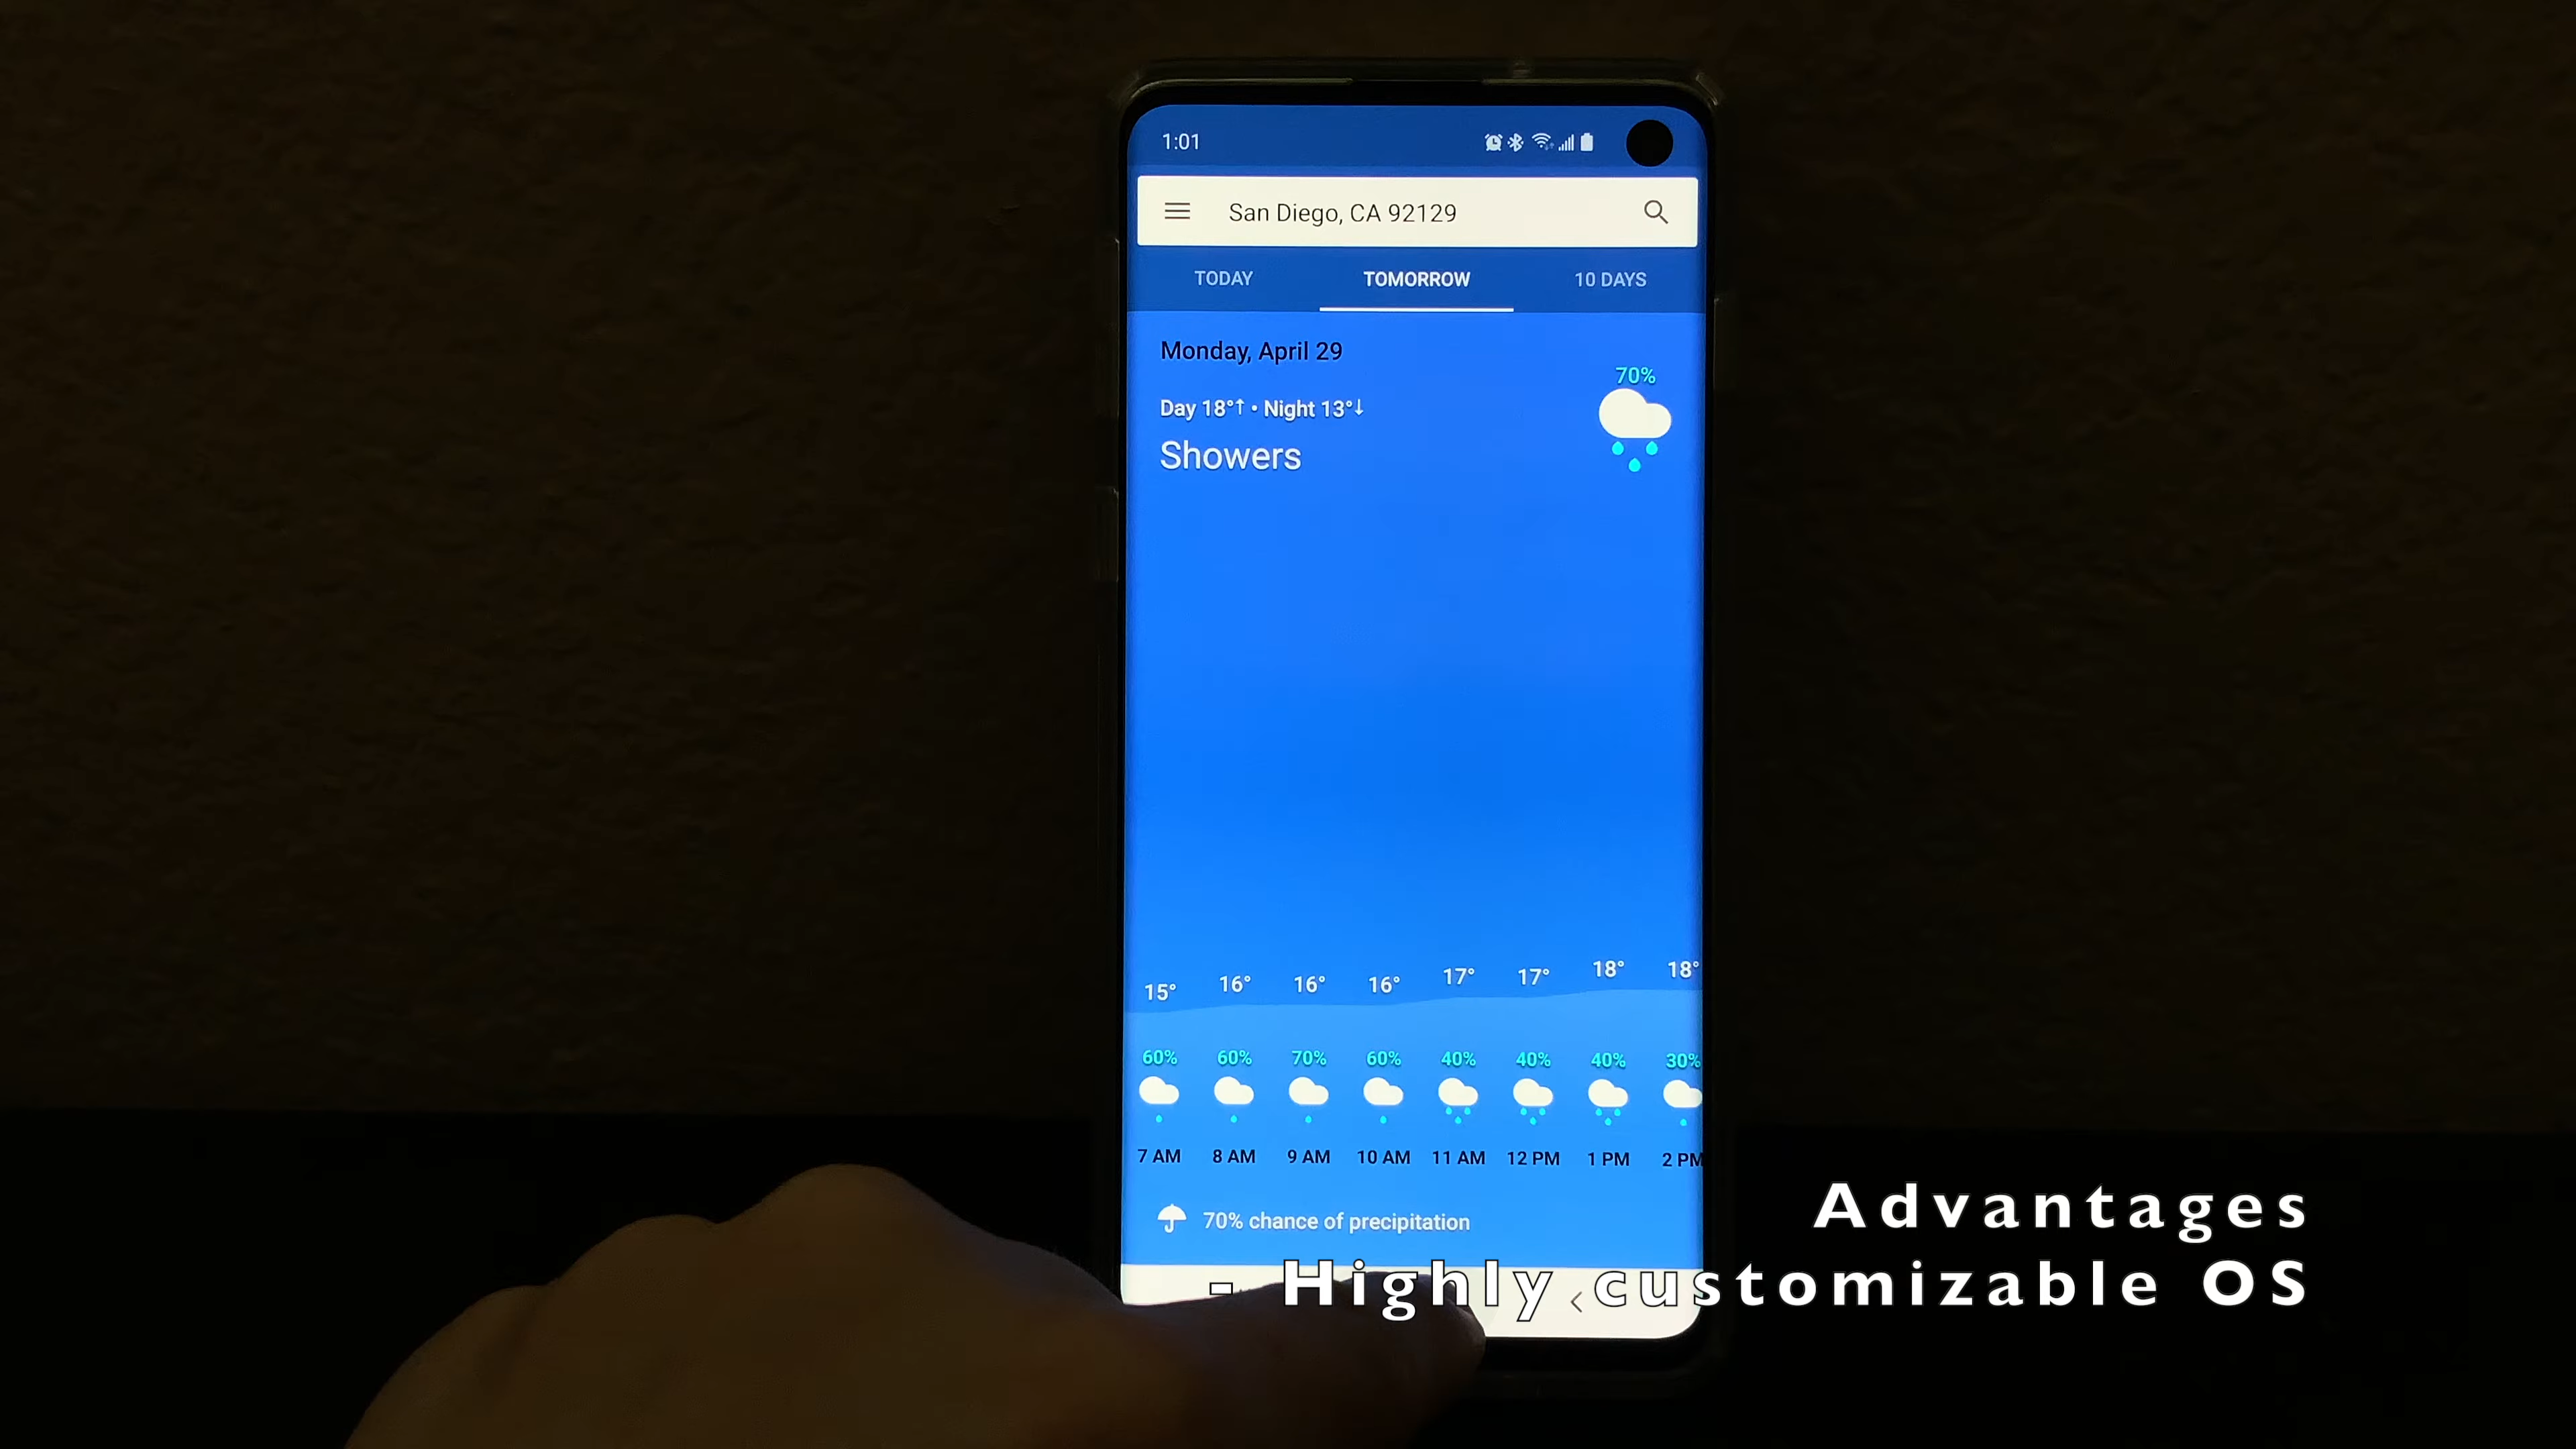 1:01
San Diego, CA 92129
TODAY TOMORROW 10 DAYS
Monday, April 29
70%
Day 18°↑ • Night 13°↓
Showers
15° 16° 16° 16° 17° 17° 18° 18°
60% 60% 70% 60% 40% 40% 40% 30%
7 AM 8 AM 9 AM 10 AM 11 AM 12 PM 1 PM 2 PM
70% chance of precipitation
Advantages
- Highly customizable OS